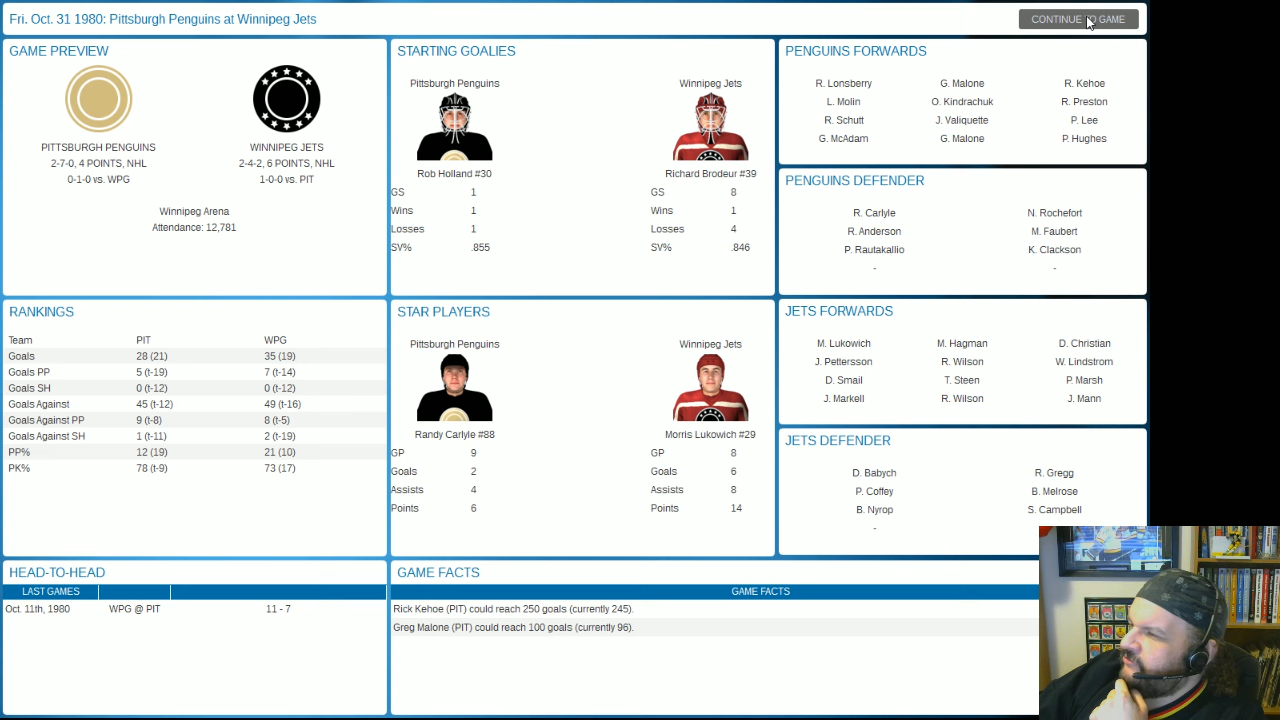 Fri. Oct. 31 1980: Pittsburgh Penguins at Winnipeg Jets
GAME PREVIEW
PITTSBURGH PENGUINS WINNIPEG JETS
2-7-0, 4 POINTS, NHL 2-4-2, 6 POINTS, NHL
0-1-0 vs. WPG 1-0-0 vs. PIT
Winnipeg Arena
Attendance: 12,781
STARTING GOALIES
Pittsburgh Penguins Winnipeg Jets
Rob Holland #30 Richard Brodeur #39
GS 1 GS 8
Wins 1 Wins 1
Losses 1 Losses 4
SV% .855 SV% .846
PENGUINS FORWARDS
R. Lonsberry G. Malone R. Kehoe
L. Molin O. Kindrachuk R. Preston
R. Schutt J. Valiquette P. Lee
G. McAdam G. Malone P. Hughes
PENGUINS DEFENDER
R. Carlyle N. Rochefort
R. Anderson M. Faubert
P. Rautakallio K. Clackson
- -
RANKINGS
Team PIT WPG
Goals 28 (21) 35 (19)
Goals PP 5 (t-19) 7 (t-14)
Goals SH 0 (t-12) 0 (t-12)
Goals Against 45 (t-12) 49 (t-16)
Goals Against PP 9 (t-8) 8 (t-5)
Goals Against SH 1 (t-11) 2 (t-19)
PP% 12 (19) 21 (10)
PK% 78 (t-9) 73 (17)
STAR PLAYERS
Pittsburgh Penguins Winnipeg Jets
Randy Carlyle #88 Morris Lukowich #29
GP 9 GP 8
Goals 2 Goals 6
Assists 4 Assists 8
Points 6 Points 14
JETS FORWARDS
M. Lukowich M. Hagman D. Christian
J. Pettersson R. Wilson W. Lindstrom
D. Smail T. Steen P. Marsh
J. Markell R. Wilson J. Mann
JETS DEFENDER
D. Babych R. Gregg
P. Coffey B. Melrose
B. Nyrop S. Campbell
-
HEAD-TO-HEAD
LAST GAMES
Oct. 11th, 1980 WPG @ PIT 11 - 7
GAME FACTS
GAME FACTS
Rick Kehoe (PIT) could reach 250 goals (currently 245).
Greg Malone (PIT) could reach 100 goals (currently 96).